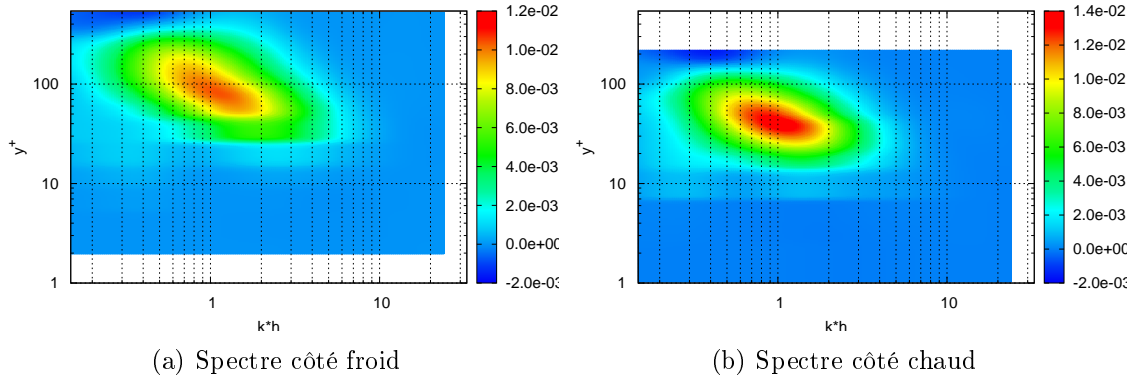 1.2e-02
1.0e-02
8.0e-03
6.0e-03
4.0e-03
2.0e-03
0.0e+00
-2.0e-03
100
10
1
y+
1 10
k*h
(a) Spectre côté froid
1.4e-02
1.2e-02
1.0e-02
8.0e-03
6.0e-03
4.0e-03
2.0e-03
0.0e+00
-2.0e-03
100
10
1
y+
1 10
k*h
(b) Spectre côté chaud